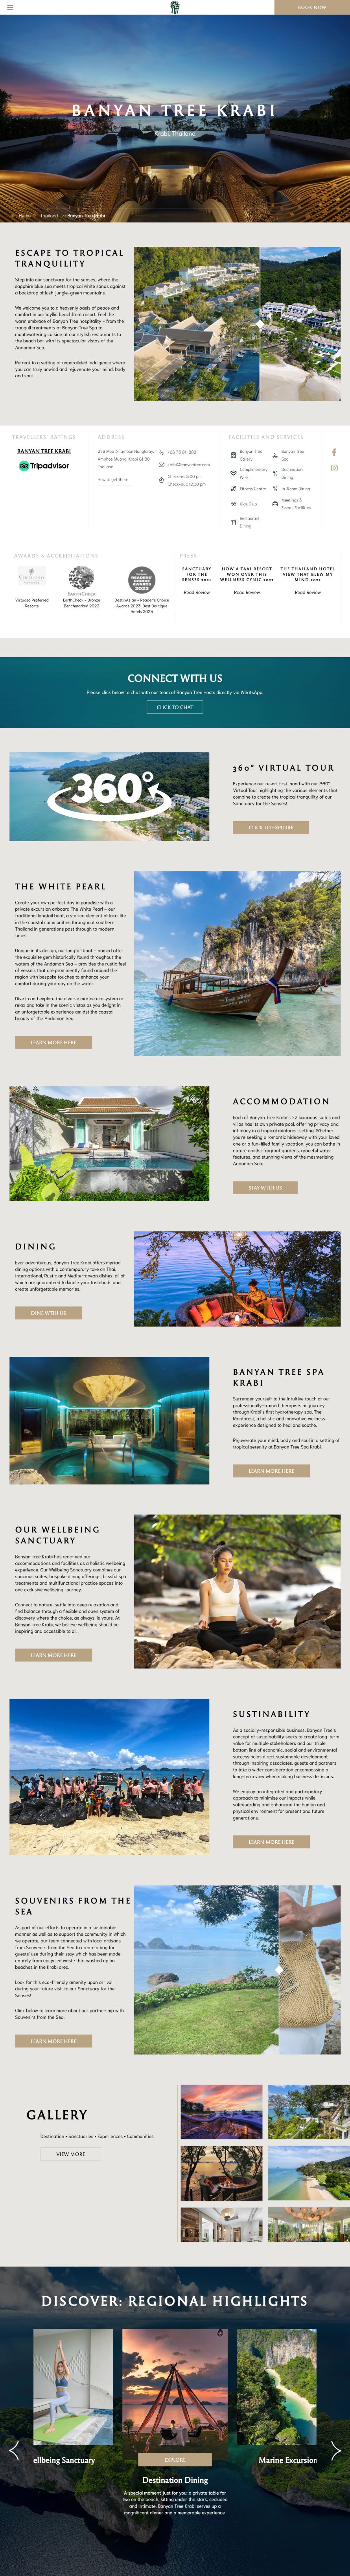 BOOK NOW
BANYAN TREE KRABI
Krabi, Thailand
Home
Thailand
Banyan Tree Krabi
ESCAPE TO TROPICAL
TRANQUILITY
Step into our sanctuary for the senses, where the
sapphire blue sea meets tropical white sands against
a backdrop of lush jungle-green mountains.
We welcome you to a heavenly oasis of peace and
comfort in our idyllic beachfront resort. Feel the
warm embrace of Banyan Tree hospitality - from the
tranquil treatments at Banyan Tree Spa to
mouthwatering cuisine at our stylish restaurants to
the beach bar with its spectacular vistas of the
Andaman Sea.
Retreat to a setting of unparalleled indulgence where
you can truly unwind and rejuvenate your mind, body
and soul.
TRAVELLERS' RATINGS
BANYAN TREE KRABI
Tripadvisor
ADDRESS
279 Moo 3 Tambon Nongtalay,
Amphoe Mueang, Krabi 81180
Thailand
How to get there
+66 75 811 888
krabi@banyantree.com
Check-in: 3:00 pm
Check-out: 12:00 pm
FACILITIES AND SERVICES
Banyan Tree
Gallery
Banyan Tree
Spa
Complimentary
Wi-Fi
Destination
Dining
Fitness Centre
In-Room Dining
Kids Club
Meetings &
Events Facilities
Restaurant
Dining
AWARDS & ACCREDITATIONS
VIRTUOSO
Virtuoso Preferred
Resorts
EARTHCHECK
EarthCheck - Bronze
Benchmarked 2023
READERS'
2023
DestinAsian - Reader's Choice
Awards 2023: Best Boutique
Hotels 2023
PRESS
SANCTUARY
FOR THE
SENSES 2021
Read Review
HOW A THAI RESORT
WON OVER THIS
WELLNESS CYNIC 2022
Read Review
THE THAILAND HOTEL
VIEW THAT BLEW MY
MIND 2022
Read Review
CONNECT WITH US
Please click below to chat with our team of Banyan Tree Hosts directly via WhatsApp.
CLICK TO CHAT
360°
360° VIRTUAL TOUR
Experience our resort first-hand with our 360°
Virtual Tour highlighting the various elements that
combine to create the tropical tranquility of our
Sanctuary for the Senses!
CLICK TO EXPLORE
THE WHITE PEARL
Create your own perfect day in paradise with a
private excursion onboard The White Pearl – our
traditional longtail boat, a storied element of local life
in the coastal communities throughout southern
Thailand in generations past through to modern
times.
Unique in its design, our longtail boat – named after
the exquisite gem historically found throughout the
waters of the Andaman Sea – provides the rustic, feel
of vessels that are prominently found around the
region with bespoke touches to enhance your
comfort during your day on the water.
Dive in and explore the diverse marine ecosystem or
relax and take in the scenic vistas as you delight in
an unforgettable experience amidst the coastal
beauty of the Andaman Sea.
LEARN MORE HERE
ACCOMMODATION
Each of Banyan Tree Krabi's 72 luxurious suites and
villas has its own private pool, offering privacy and
intimacy in a tropical rainforest setting. Whether
you're seeking a romantic hideaway with your loved
one or a fun-filled family vacation, you can bathe in
nature amidst fragrant gardens, graceful water
features, and stunning views of the mesmerising
Andaman Sea.
STAY WITH US
DINING
Ever adventurous, Banyan Tree Krabi offers myriad
dining options with a contemporary take on Thai,
International, Rustic and Mediterranean dishes, all of
which are guaranteed to kindle your tastebuds and
create unforgettable memories.
DINE WITH US
BANYAN TREE SPA
KRABI
Surrender yourself to the intuitive touch of our
professionally-trained therapists or journey
through Krabi's first hydrotherapy spa, The
Rainforest, a holistic and innovative wellness
experience designed to heal and soothe.
Rejuvenate your mind, body and soul in a setting of
tropical serenity at Banyan Tree Spa Krabi.
LEARN MORE HERE
OUR WELLBEING
SANCTUARY
Banyan Tree Krabi has redefined our
accommodations and facilities as a holistic wellbeing
experience. Our Wellbeing Sanctuary combines our
spacious suites, bespoke dining offerings, blissful spa
treatments and multifunctional practice spaces into
one exclusive wellbeing journey.
Connect to nature, settle into deep relaxation and
find balance through a flexible and open system of
discovery where the choice, as always, is yours. At
Banyan Tree Krabi, we believe wellbeing should be
inspiring and accessible to all.
LEARN MORE HERE
SUSTINABILITY
As a socially-responsible business, Banyan Tree's
concept of sustainability seeks to create long-term
value for multiple stakeholders and our triple
bottom line of economic, social and environmental
success helps direct sustainable development
through inspiring associates, guests and partners
to take a wider consideration encompassing a
long-term view when making business decisions.
We employ an integrated and participatory
approach to minimise our impacts while
safeguarding and enhancing the human and
physical environment for present and future
generations.
LEARN MORE HERE
SOUVENIRS FROM THE
SEA
As part of our efforts to operate in a sustainable
manner as well as to support the community in which
we operate, our team connected local artisans
from Souvenirs from the Sea to create a bag for
guests' use during their stay which has been made
entirely from upcycled waste that washed up on
beaches in the Krabi area.
Look for this eco-friendly amenity upon arrival
during your future visit to our Sanctuary for the
Senses!
Click below to learn more about our partnership with
Souvenirs from the Sea.
LEARN MORE HERE
GALLERY
Destination • Sanctuaries • Experiences • Communities
VIEW MORE
DISCOVER: REGIONAL HIGHLIGHTS
ellbeing Sanctuary
EXPLORE
Destination Dining
A special moment just for you: a private table for
two on the beach, sitting under the stars, secluded
and intimate. Banyan Tree Krabi serves up a
magnificent dinner and a memorable experience.
Marine Excursion